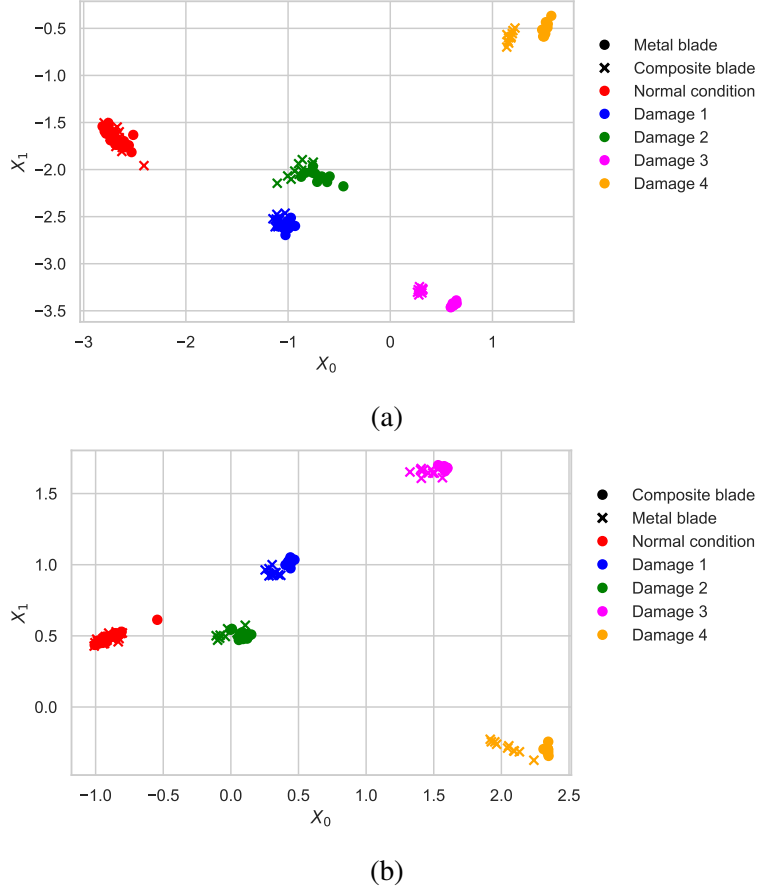 −0.5
−1.0
−1.5
−2.0
−2.5
−3.0
−3.5
X₁
−3
−2
−1
0
1
X₀
Metal blade
Composite blade
Normal condition
Damage 1
Damage 2
Damage 3
Damage 4
(a)
1.5
1.0
0.5
0.0
X₁
−1.0
−0.5
0.0
0.5
1.0
1.5
2.0
2.5
X₀
Composite blade
Metal blade
Normal condition
Damage 1
Damage 2
Damage 3
Damage 4
(b)